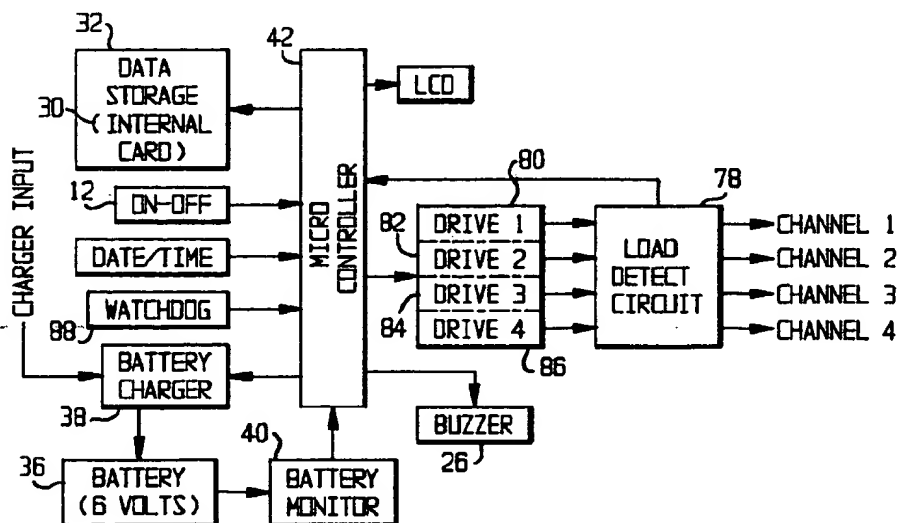 32
DATA
STORAGE
30
(INTERNAL
CARD)
42
LCD
MICRO
CONTROLLER
CHARGER INPUT
12
ON-OFF
DATE/TIME
WATCHDOG
88
BATTERY
CHARGER
38
36
BATTERY
(6 VOLTS)
40
BATTERY
MONITOR
80
DRIVE 1
82
DRIVE 2
DRIVE 3
84
DRIVE 4
86
78
LOAD
DETECT
CIRCUIT
CHANNEL 1
CHANNEL 2
CHANNEL 3
CHANNEL 4
BUZZER
26